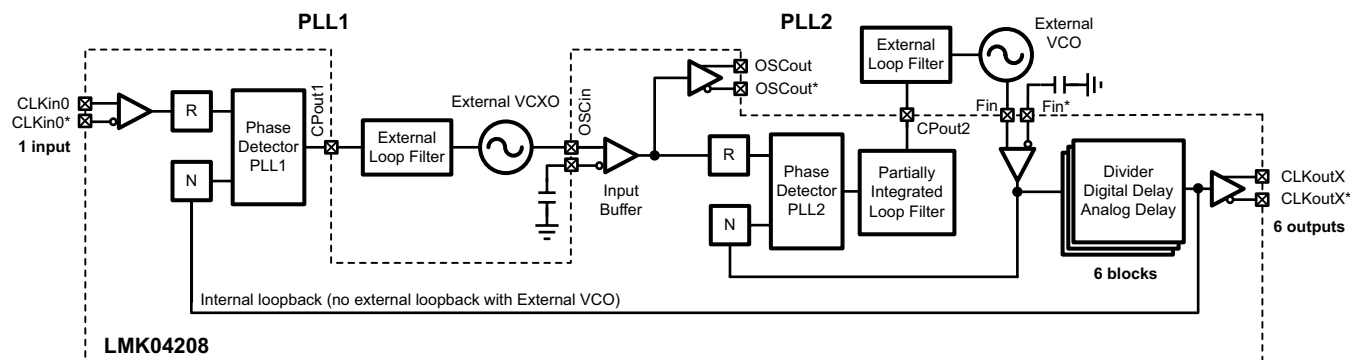 PLL1
PLL2
External
VCO
External
Loop Filter
OSCout
OSCout*
OSCin
CLKin0
CLKin0*
1 input
R
N
Phase
Detector
PLL1
CPout1
External VCXO
External
Loop Filter
Input
Buffer
Fin
Fin*
CPout2
R
N
Phase
Detector
PLL2
Partially
Integrated
Loop Filter
Divider
Digital Delay
Analog Delay
6 blocks
CLKoutX
CLKoutX*
6 outputs
Internal loopback (no external loopback with External VCO)
LMK04208